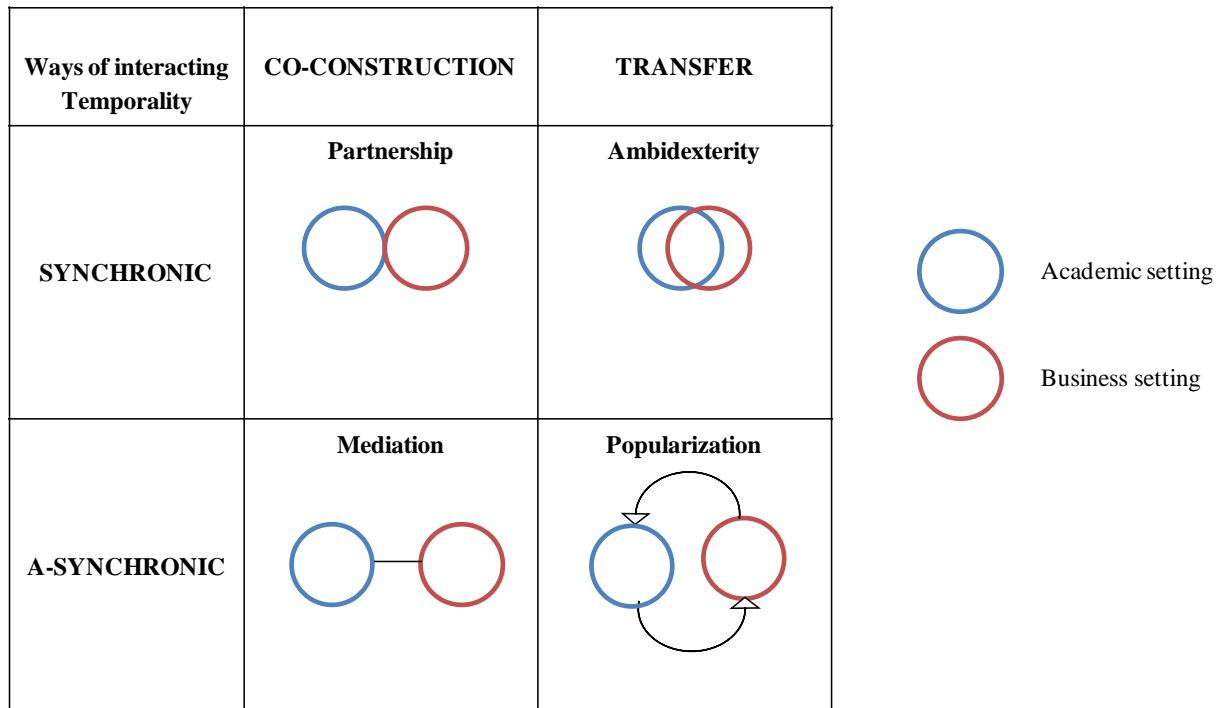 Ways of interacting
Temporality
CO-CONSTRUCTION
TRANSFER
SYNCHRONIC
Partnership
Ambidexterity
A-SYNCHRONIC
Mediation
Popularization
Academic setting
Business setting